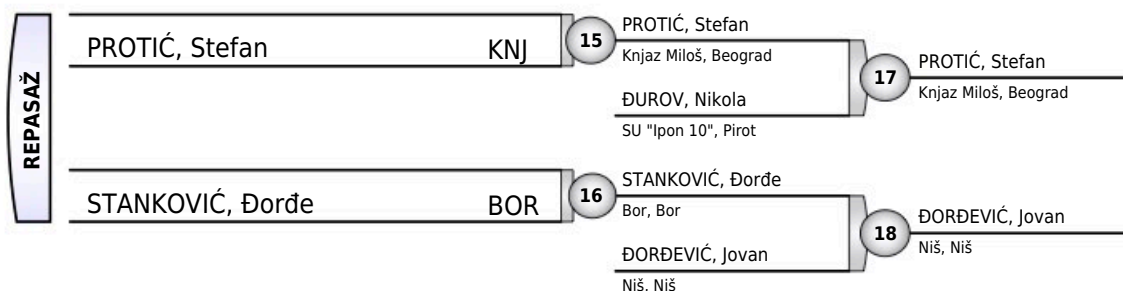 REPASAŽ
PROTIĆ, Stefan KNJ
15
PROTIĆ, Stefan
Knjaz Miloš, Beograd
ĐUROV, Nikola
SU "Ipon 10", Pirot
17
PROTIĆ, Stefan
Knjaz Miloš, Beograd
STANKOVIĆ, Đorđe BOR
16
STANKOVIĆ, Đorđe
Bor, Bor
ĐORĐEVIĆ, Jovan
Niš, Niš
18
ĐORĐEVIĆ, Jovan
Niš, Niš